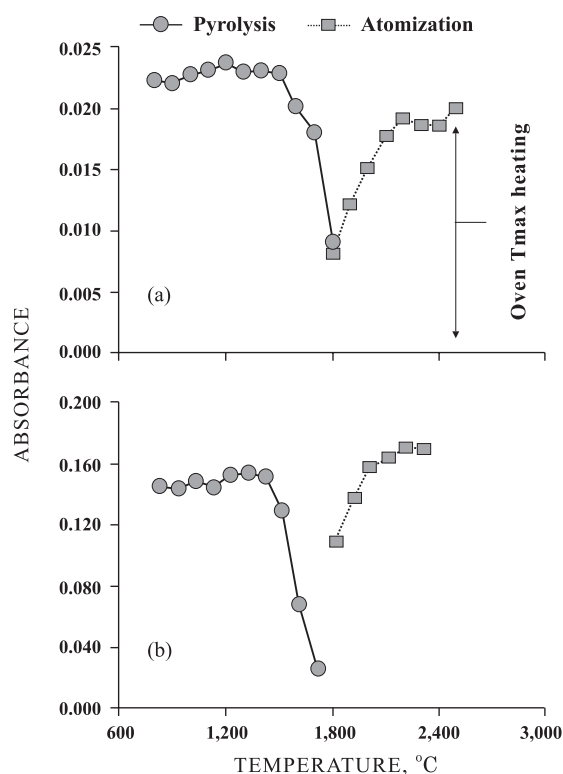 Pyrolysis Atomization
0.025
0.020
0.015
0.010
0.005
0.000
(a)
Oven Tmax heating
ABSORBANCE
0.200
0.160
0.120
0.080
0.040
0.000
(b)
600 1,200 1,800 2,400 3,000
TEMPERATURE, °C